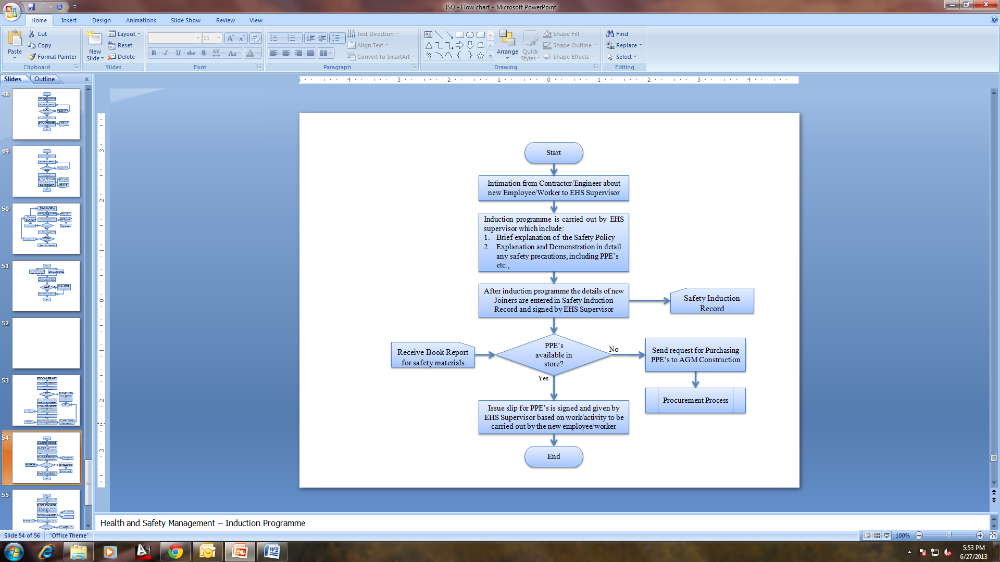 ISO - Flow chart - Microsoft PowerPoint
Home
Insert
Design
Animations
Slide Show
Review
View
Paste
Cut
Copy
Format Painter
Clipboard
New Slide
Layout
Reset
Delete
Slides
11
Font
Text Direction
Align Text
Convert to SmartArt
Paragraph
Arrange
Quick Styles
Shape Fill
Shape Outline
Shape Effects
Drawing
Find
Replace
Select
Editing
Slides
Outline
48
49
50
51
52
53
54
55
Start
Intimation from Contractor/Engineer about
new Employee/Worker to EHS Supervisor
Induction programme is carried out by EHS
supervisor which include:
1. Brief explanation of the Safety Policy
2. Explanation and Demonstration in detail
any safety precautions, including PPE's
etc.,
After induction programme the details of new
Joiners are entered in Safety Induction
Record and signed by EHS Supervisor
Safety Induction
Record
Receive Book Report
for safety materials
PPE's
available in
store?
No
Send request for Purchasing
PPE's to AGM Construction
Yes
Procurement Process
Issue slip for PPE's is signed and given by
EHS Supervisor based on work/activity to be
carried out by the new employee/worker
End
Health and Safety Management – Induction Programme
Slide 54 of 56
"Office Theme"
100%
5:53 PM
6/27/2013